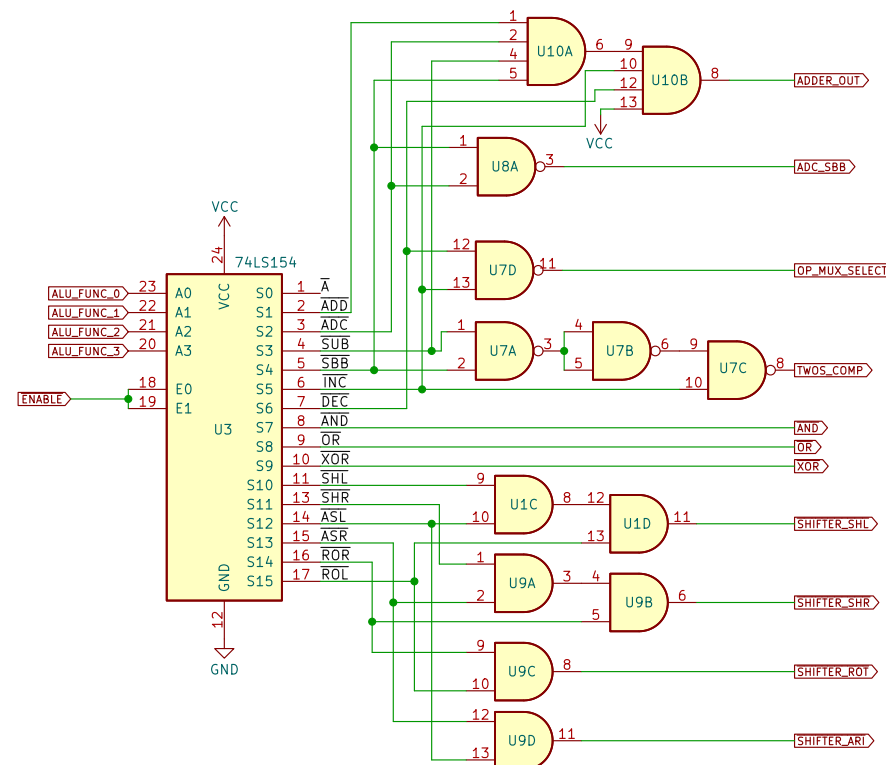 1
2
4
5
U10A
6
9
10
12
13
U10B
8
ADDER_OUT
VCC
1
2
U8A
3
ADC_SBB
12
13
U7D
11
OP_MUX_SELECT
1
2
U7A
3
4
5
U7B
6
9
10
U7C
8
TWOS_COMP
VCC
24
74LS154
VCC
ALU_FUNC_0 23 A0 S0 1 A
ALU_FUNC_1 22 A1 S1 2 ADD
ALU_FUNC_2 21 A2 S2 3 ADC
ALU_FUNC_3 20 A3 S3 4 SUB
S4 5 SBB
ENABLE 18 E0 S5 6 INC
19 E1 S6 7 DEC
U3
S7 8 AND AND
S8 9 OR OR
S9 10 XOR XOR
S10 11 SHL
S11 13 SHR
S12 14 ASL
S13 15 ASR
S14 16 ROR
S15 17 ROL
GND
12
GND
9
10
U1C
8
12
13
U1D
11
SHIFTER_SHL
1
2
U9A
3
4
5
U9B
6
SHIFTER_SHR
9
10
U9C
8
SHIFTER_ROT
12
13
U9D
11
SHIFTER_ARI